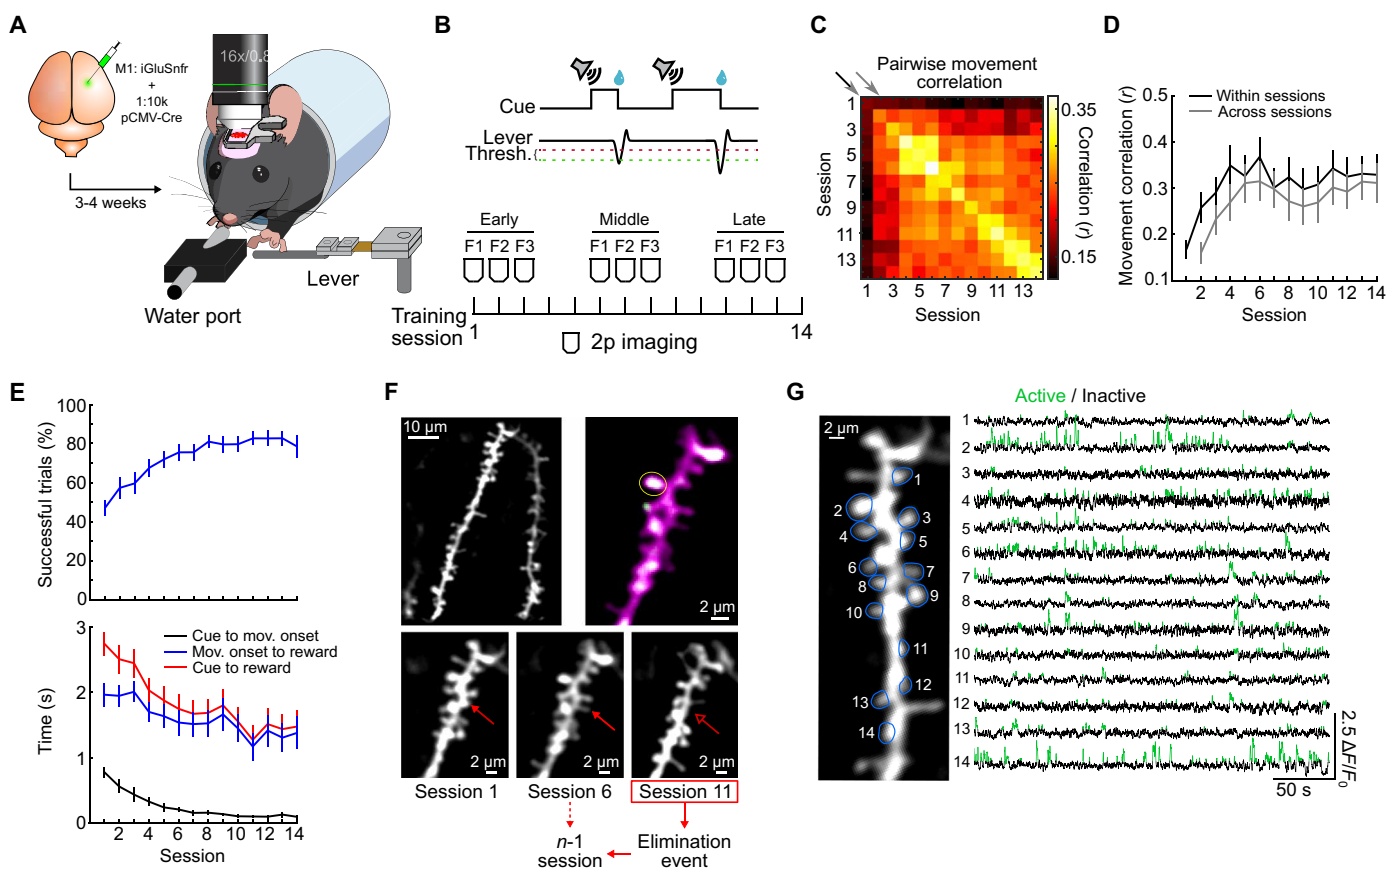 A
M1: iGluSnfr
+
1:10k
pCMV-Cre
3-4 weeks
16x/0.8
Lever
Water port
B
Cue
Lever
Thresh.
Early
Middle
Late
F1 F2 F3
F1 F2 F3
F1 F2 F3
Training
session
1
14
2p imaging
C
Pairwise movement
correlation
1
3
5
7
9
11
13
Session
1 3 5 7 9 11 13
Session
0.35
0.15
Correlation (r)
D
Within sessions
Across sessions
0.5
0.4
0.3
0.2
0.1
Movement correlation (r)
2 4 6 8 10 12 14
Session
E
100
80
60
40
20
0
Successful trials (%)
3
2
1
0
Time (s)
Cue to mov. onset
Mov. onset to reward
Cue to reward
2 4 6 8 10 12 14
Session
F
10 µm
2 µm
2 µm
2 µm
2 µm
Session 1
Session 6
Session 11
n-1
session
Elimination
event
G
2 µm
1
2
3
4
5
6
7
8
9
10
11
12
13
14
Active / Inactive
1
2
3
4
5
6
7
8
9
10
11
12
13
14
2.5 ΔF/F0
50 s